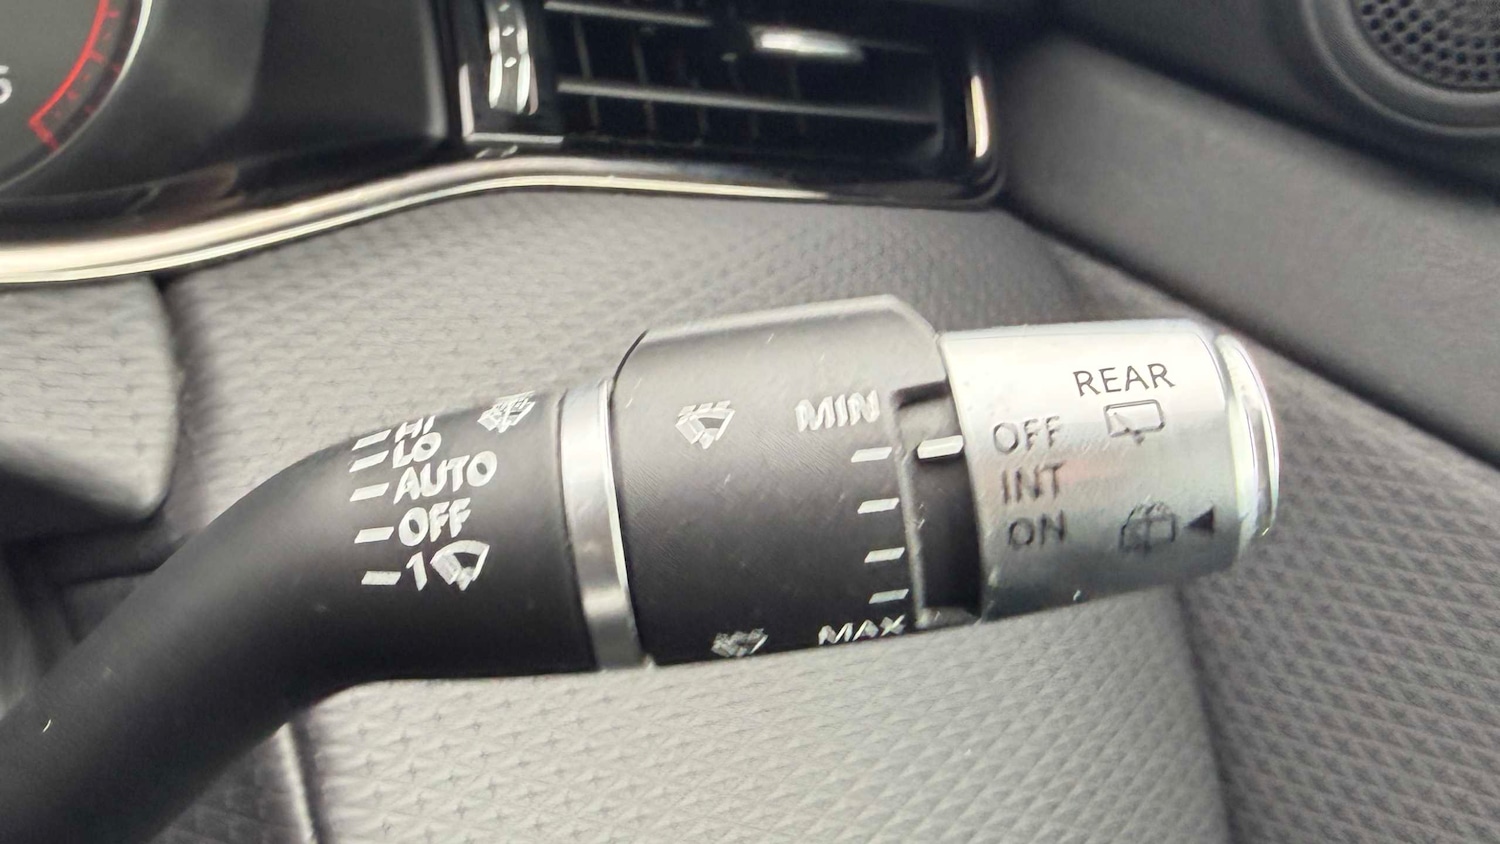 HI
LO
AUTO
OFF
1
MIN
MAX
REAR
OFF
INT
ON